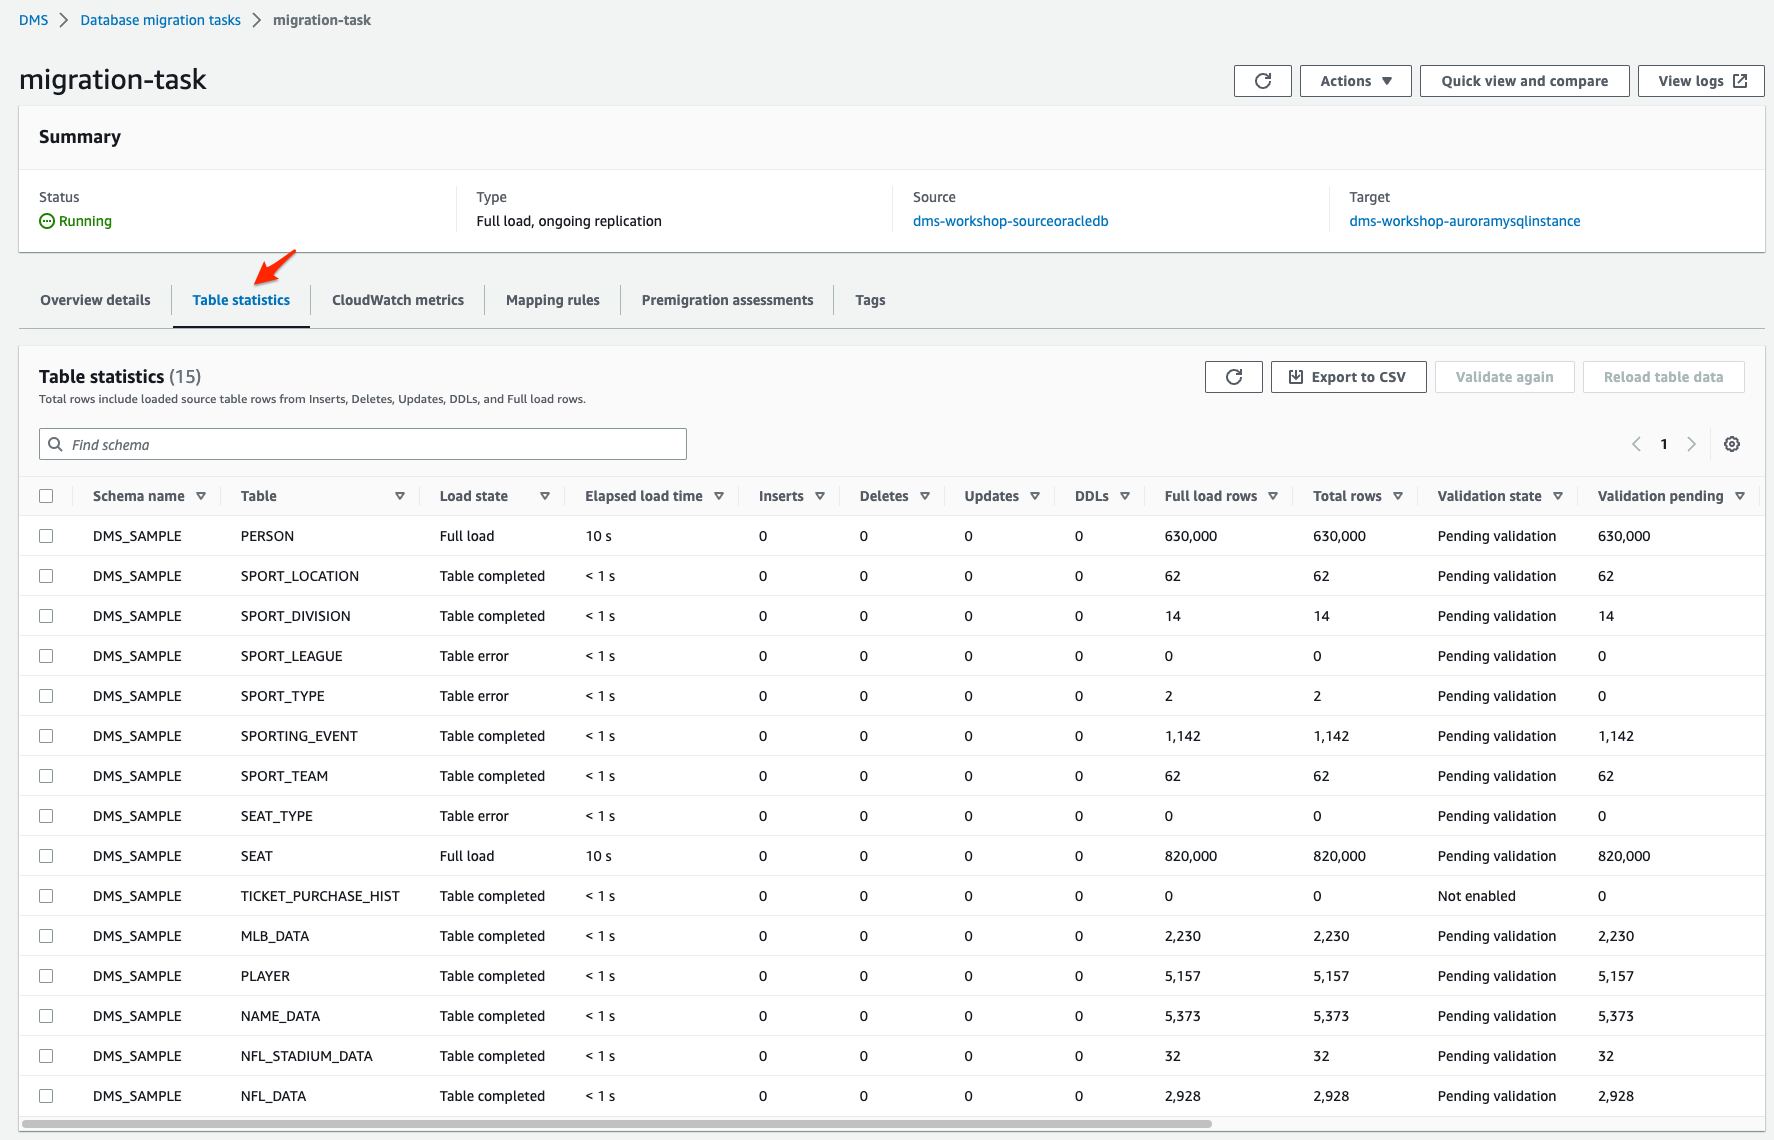 DMS > Database migration tasks > migration-task
migration-task
Actions Quick view and compare View logs
Summary
Status Type Source Target
Running Full load, ongoing replication dms-workshop-sourceoracledb dms-workshop-auroramysqlinstance
Overview details Table statistics CloudWatch metrics Mapping rules Premigration assessments Tags
Table statistics (15) Export to CSV Validate again Reload table data
Total rows include loaded source table rows from Inserts, Deletes, Updates, DDLs, and Full load rows.
Find schema 1
Schema name Table Load state Elapsed load time Inserts Deletes Updates DDLs Full load rows Total rows Validation state Validation pending
DMS_SAMPLE PERSON Full load 10 s 0 0 0 0 630,000 630,000 Pending validation 630,000
DMS_SAMPLE SPORT_LOCATION Table completed < 1 s 0 0 0 0 62 62 Pending validation 62
DMS_SAMPLE SPORT_DIVISION Table completed < 1 s 0 0 0 0 14 14 Pending validation 14
DMS_SAMPLE SPORT_LEAGUE Table error < 1 s 0 0 0 0 0 0 Pending validation 0
DMS_SAMPLE SPORT_TYPE Table error < 1 s 0 0 0 0 2 2 Pending validation 0
DMS_SAMPLE SPORTING_EVENT Table completed < 1 s 0 0 0 0 1,142 1,142 Pending validation 1,142
DMS_SAMPLE SPORT_TEAM Table completed < 1 s 0 0 0 0 62 62 Pending validation 62
DMS_SAMPLE SEAT_TYPE Table error < 1 s 0 0 0 0 0 0 Pending validation 0
DMS_SAMPLE SEAT Full load 10 s 0 0 0 0 820,000 820,000 Pending validation 820,000
DMS_SAMPLE TICKET_PURCHASE_HIST Table completed < 1 s 0 0 0 0 0 0 Not enabled 0
DMS_SAMPLE MLB_DATA Table completed < 1 s 0 0 0 0 2,230 2,230 Pending validation 2,230
DMS_SAMPLE PLAYER Table completed < 1 s 0 0 0 0 5,157 5,157 Pending validation 5,157
DMS_SAMPLE NAME_DATA Table completed < 1 s 0 0 0 0 5,373 5,373 Pending validation 5,373
DMS_SAMPLE NFL_STADIUM_DATA Table completed < 1 s 0 0 0 0 32 32 Pending validation 32
DMS_SAMPLE NFL_DATA Table completed < 1 s 0 0 0 0 2,928 2,928 Pending validation 2,928